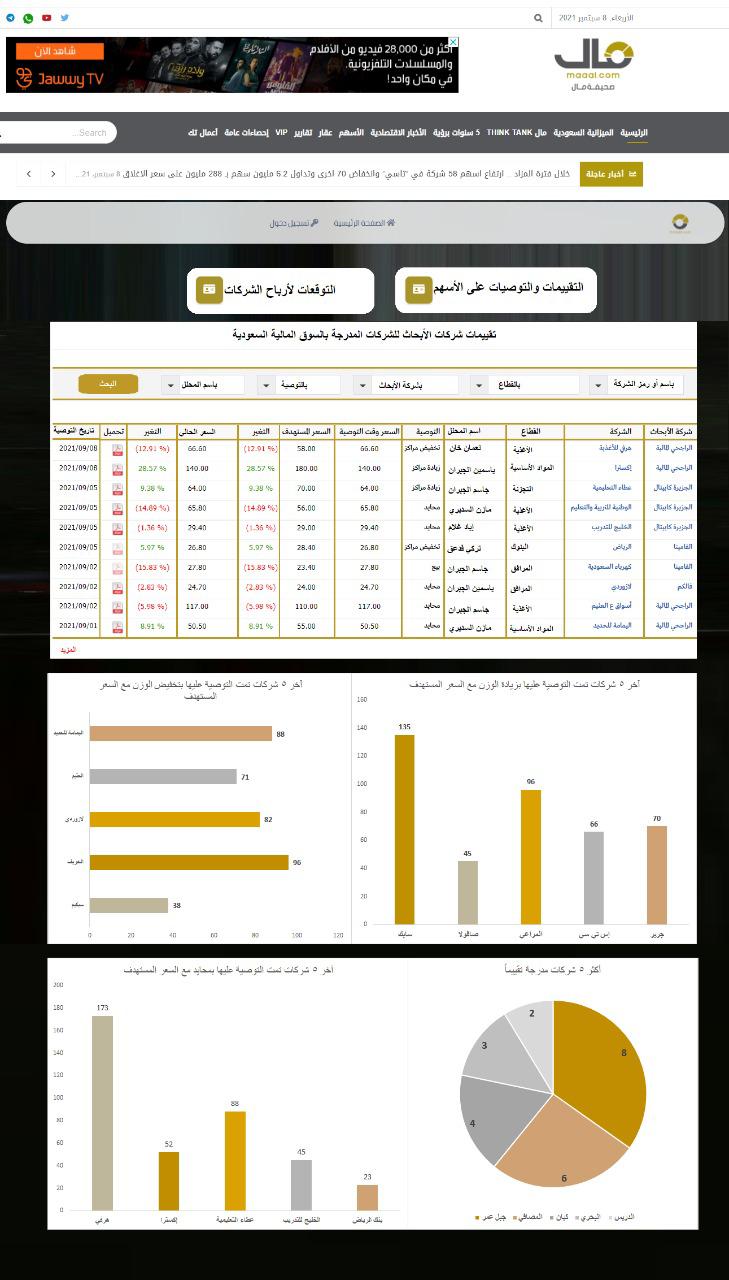 الأربعاء, 8 سبتمبر 2021
شاهد الآن
Jawwy TV
أكثر من 28,000 فيديو من الأفلام
والمسلسلات التلفزيونية.
في مكان واحد!
مال
maaal.com
صحيفة مال
الرئيسية الميزانية السعودية مال THINK TANK 5 سنوات برؤية الأخبار الاقتصادية الأسهم عقار تقارير VIP إحصاءات عامة أعمال تك
Search...
أخبار عاجلة
خلال فترة المزاد .. ارتفاع اسهم 58 شركة في "تاسي" وانخفاض 70 اخرى وتداول 6.2 مليون سهم بـ 288 مليون على سعر الاغلاق 8 سبتمبر، 21...
الصفحة الرئيسية تسجيل دخول
التقييمات والتوصيات على الأسهم
التوقعات لأرباح الشركات
تقييمات شركات الأبحاث للشركات المدرجة بالسوق المالية السعودية
باسم أو رمز الشركة بالقطاع بشركة الأبحاث بالتوصية باسم المحلل البحث
شركة الأبحاث الشركة القطاع اسم المحلل التوصية السعر وقت التوصية السعر المستهدف التغير السعر الحالي التغير تحميل تاريخ التوصية
الراجحي المالية هرفي للأغذية الأغذية نعمان خان تخفيض مراكز 66.60 58.00 (12.91 %) 66.60 (12.91 %) 2021/09/08
الراجحي المالية إكسترا المواد الأساسية ياسمين الجبران زيادة مراكز 140.00 180.00 28.57 % 140.00 28.57 % 2021/09/08
الجزيرة كابيتال عطاء التعليمية التجزئة جاسم الجبران زيادة مراكز 64.00 70.00 9.38 % 64.00 9.38 % 2021/09/05
الجزيرة كابيتال الوطنية للتربية والتعليم الأغذية مازن السديري محايد 65.80 56.00 (14.89 %) 65.80 (14.89 %) 2021/09/05
الجزيرة كابيتال الخليج للتدريب الأغذية إياد غلام محايد 29.40 29.00 (1.36 %) 29.40 (1.36 %) 2021/09/05
الفامينا الرياض البنوك تركي فدعق تخفيض مراكز 26.80 28.40 5.97 % 26.80 5.97 % 2021/09/05
الفامينا كهرباء السعودية المرافق جاسم الجبران بيع 27.80 23.40 (15.83 %) 27.80 (15.83 %) 2021/09/02
فالكم لازوردي المرافق ياسمين الجبران محايد 24.70 24.00 (2.83 %) 24.70 (2.83 %) 2021/09/02
الراجحي المالية أسواق ع العثيم الأغذية جاسم الجبران محايد 117.00 110.00 (5.98 %) 117.00 (5.98 %) 2021/09/02
الراجحي المالية اليمامة للحديد المواد الأساسية مازن السديري محايد 50.50 55.00 8.91 % 50.50 8.91 % 2021/09/01
المزيد
آخر ٥ شركات تمت التوصية عليها بزيادة الوزن مع السعر المستهدف
160
140
120
100
80
60
40
20
0
135 45 96 66 70
سابك صافولا المراعي إس تي سي جرير
آخر ٥ شركات تمت التوصية عليها بتخفيض الوزن مع السعر
المستهدف
اليمامة للحديد 88
العثيم 71
لازوردي 82
الخريف 96
سبكيم 38
0 20 40 60 80 100 120
أكثر ٥ شركات مدرجة تقييماً
8
6
4
3
2
جبل عمر المصافي كيان البحري الدريس
آخر ٥ شركات تمت التوصية عليها بمحايد مع السعر المستهدف
200
180
160
140
120
100
80
60
40
20
0
173 52 88 45 23
هرفي إكسترا عطاء التعليمية الخليج للتدريب بنك الرياض